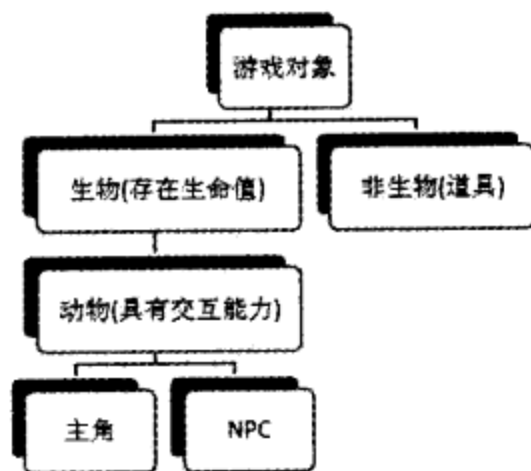 游戏对象
生物(存在生命值)
非生物(道具)
动物(具有交互能力)
主角
NPC